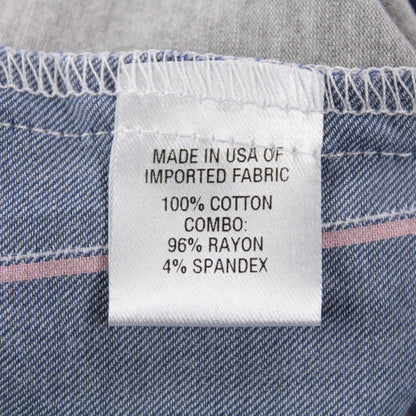 MADE IN USA OF
IMPORTED FABRIC
100% COTTON
COMBO:
96% RAYON
4% SPANDEX